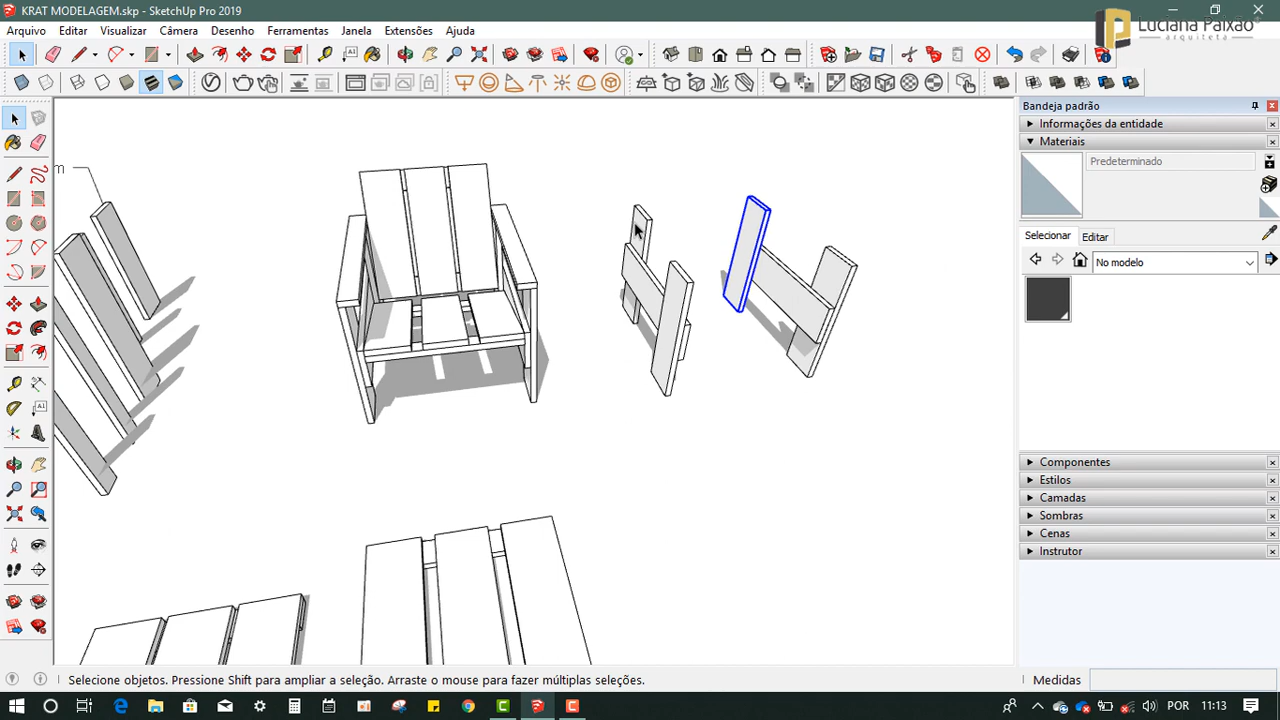 KRAT MODELAGEM.skp - SketchUp Pro 2019
Luciana Paixão
arquiteta
Arquivo Editar Visualizar Câmera Desenho Ferramentas Janela Extensões Ajuda
Bandeja padrão
Informações da entidade
Materiais
Predeterminado
Selecionar Editar
No modelo
Componentes
Estilos
Camadas
Sombras
Cenas
Instrutor
m
Selecione objetos. Pressione Shift para ampliar a seleção. Arraste o mouse para fazer múltiplas seleções.
Medidas
POR 11:13